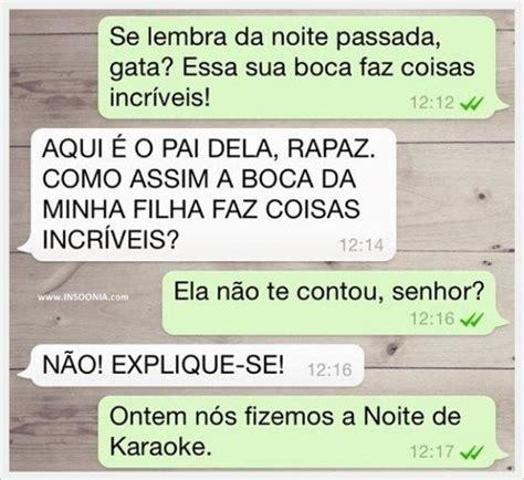 Se lembra da noite passada,
gata? Essa sua boca faz coisas
incríveis!
12:12
AQUI É O PAI DELA, RAPAZ.
COMO ASSIM A BOCA DA
MINHA FILHA FAZ COISAS
INCRÍVEIS?
12:14
www.INSOONIA.com
Ela não te contou, senhor?
12:16
NÃO! EXPLIQUE-SE!
12:16
Ontem nós fizemos a Noite de
Karaoke.
12:17